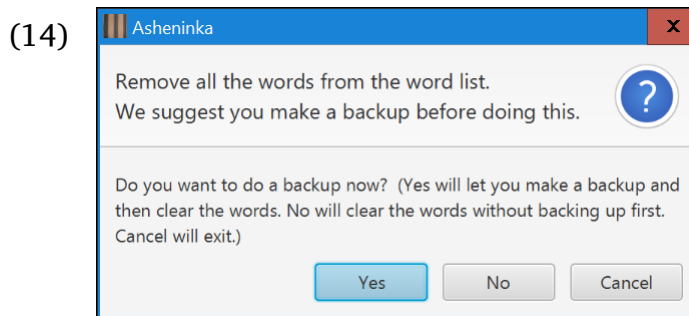 (14)
Asheninka
Remove all the words from the word list.
We suggest you make a backup before doing this.
Do you want to do a backup now?  (Yes will let you make a backup and
then clear the words. No will clear the words without backing up first.
Cancel will exit.)
Yes No Cancel